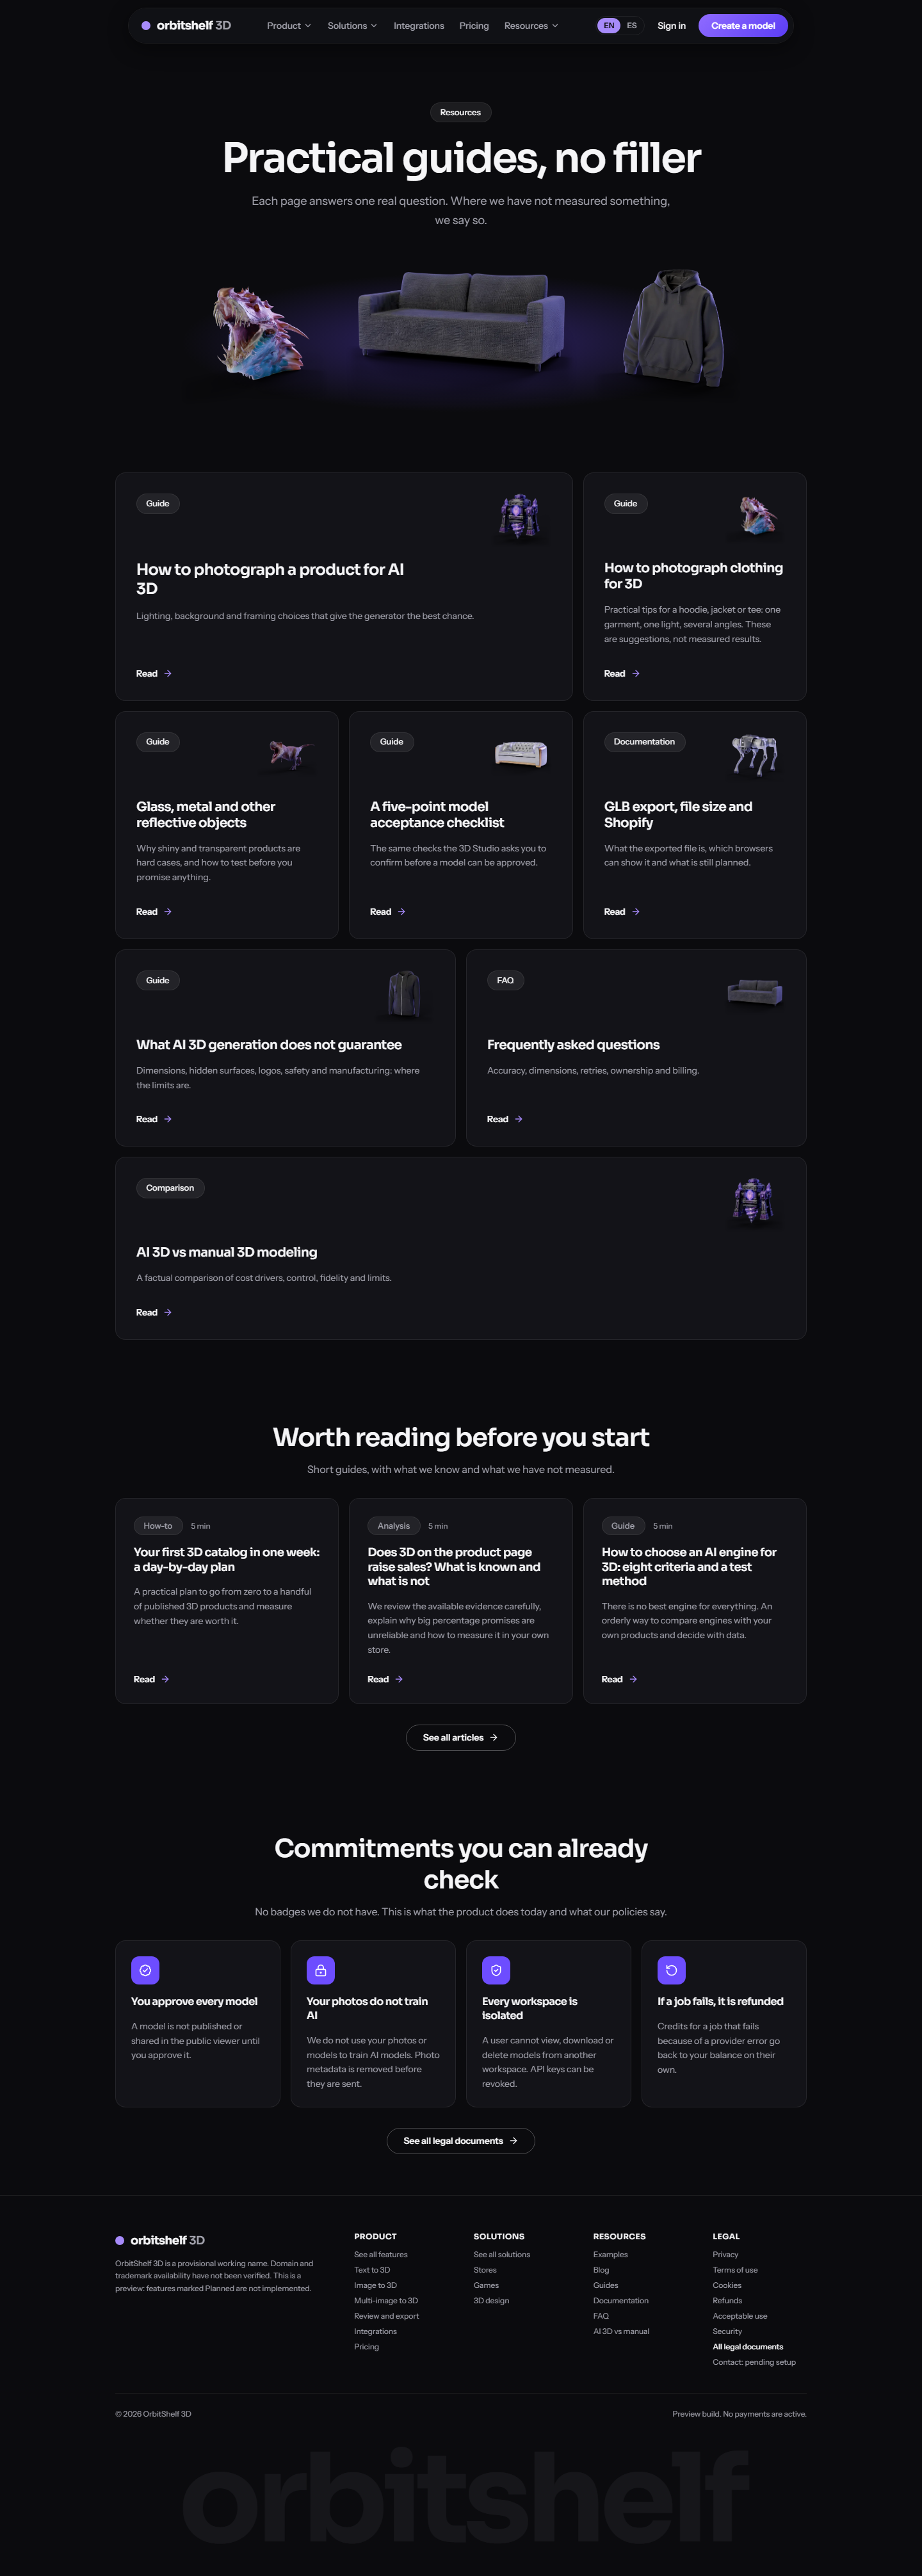 orbitshelf 3D
Product
Solutions
Integrations
Pricing
Resources
EN
ES
Sign in
Create a model
Resources
Practical guides, no filler
Each page answers one real question. Where we have not measured something,
we say so.
Guide
How to photograph a product for AI
3D
Lighting, background and framing choices that give the generator the best chance.
Read
Guide
How to photograph clothing
for 3D
Practical tips for a hoodie, jacket or tee: one
garment, one light, several angles. These
are suggestions, not measured results.
Read
Guide
Glass, metal and other
reflective objects
Why shiny and transparent products are
hard cases, and how to test before you
promise anything.
Read
Guide
A five-point model
acceptance checklist
The same checks the 3D Studio asks you to
confirm before a model can be approved.
Read
Documentation
GLB export, file size and
Shopify
What the exported file is, which browsers
can show it and what is still planned.
Read
Guide
What AI 3D generation does not guarantee
Dimensions, hidden surfaces, logos, safety and manufacturing: where
the limits are.
Read
FAQ
Frequently asked questions
Accuracy, dimensions, retries, ownership and billing.
Read
Comparison
AI 3D vs manual 3D modeling
A factual comparison of cost drivers, control, fidelity and limits.
Read
Worth reading before you start
Short guides, with what we know and what we have not measured.
How-to
5 min
Your first 3D catalog in one week:
a day-by-day plan
A practical plan to go from zero to a handful
of published 3D products and measure
whether they are worth it.
Read
Analysis
5 min
Does 3D on the product page
raise sales? What is known and
what is not
We review the available evidence carefully,
explain why big percentage promises are
unreliable and how to measure it in your own
store.
Read
Guide
5 min
How to choose an AI engine for
3D: eight criteria and a test
method
There is no best engine for everything. An
orderly way to compare engines with your
own products and decide with data.
Read
See all articles
Commitments you can already
check
No badges we do not have. This is what the product does today and what our policies say.
You approve every model
A model is not published or
shared in the public viewer until
you approve it.
Your photos do not train
AI
We do not use your photos or
models to train AI models. Photo
metadata is removed before
they are sent.
Every workspace is
isolated
A user cannot view, download or
delete models from another
workspace. API keys can be
revoked.
If a job fails, it is refunded
Credits for a job that fails
because of a provider error go
back to your balance on their
own.
See all legal documents
orbitshelf 3D
OrbitShelf 3D is a provisional working name. Domain and
trademark availability have not been verified. This is a
preview: features marked Planned are not implemented.
PRODUCT
See all features
Text to 3D
Image to 3D
Multi-image to 3D
Review and export
Integrations
Pricing
SOLUTIONS
See all solutions
Stores
Games
3D design
RESOURCES
Examples
Blog
Guides
Documentation
FAQ
AI 3D vs manual
LEGAL
Privacy
Terms of use
Cookies
Refunds
Acceptable use
Security
All legal documents
Contact: pending setup
© 2026 OrbitShelf 3D
Preview build. No payments are active.
orbitshelf